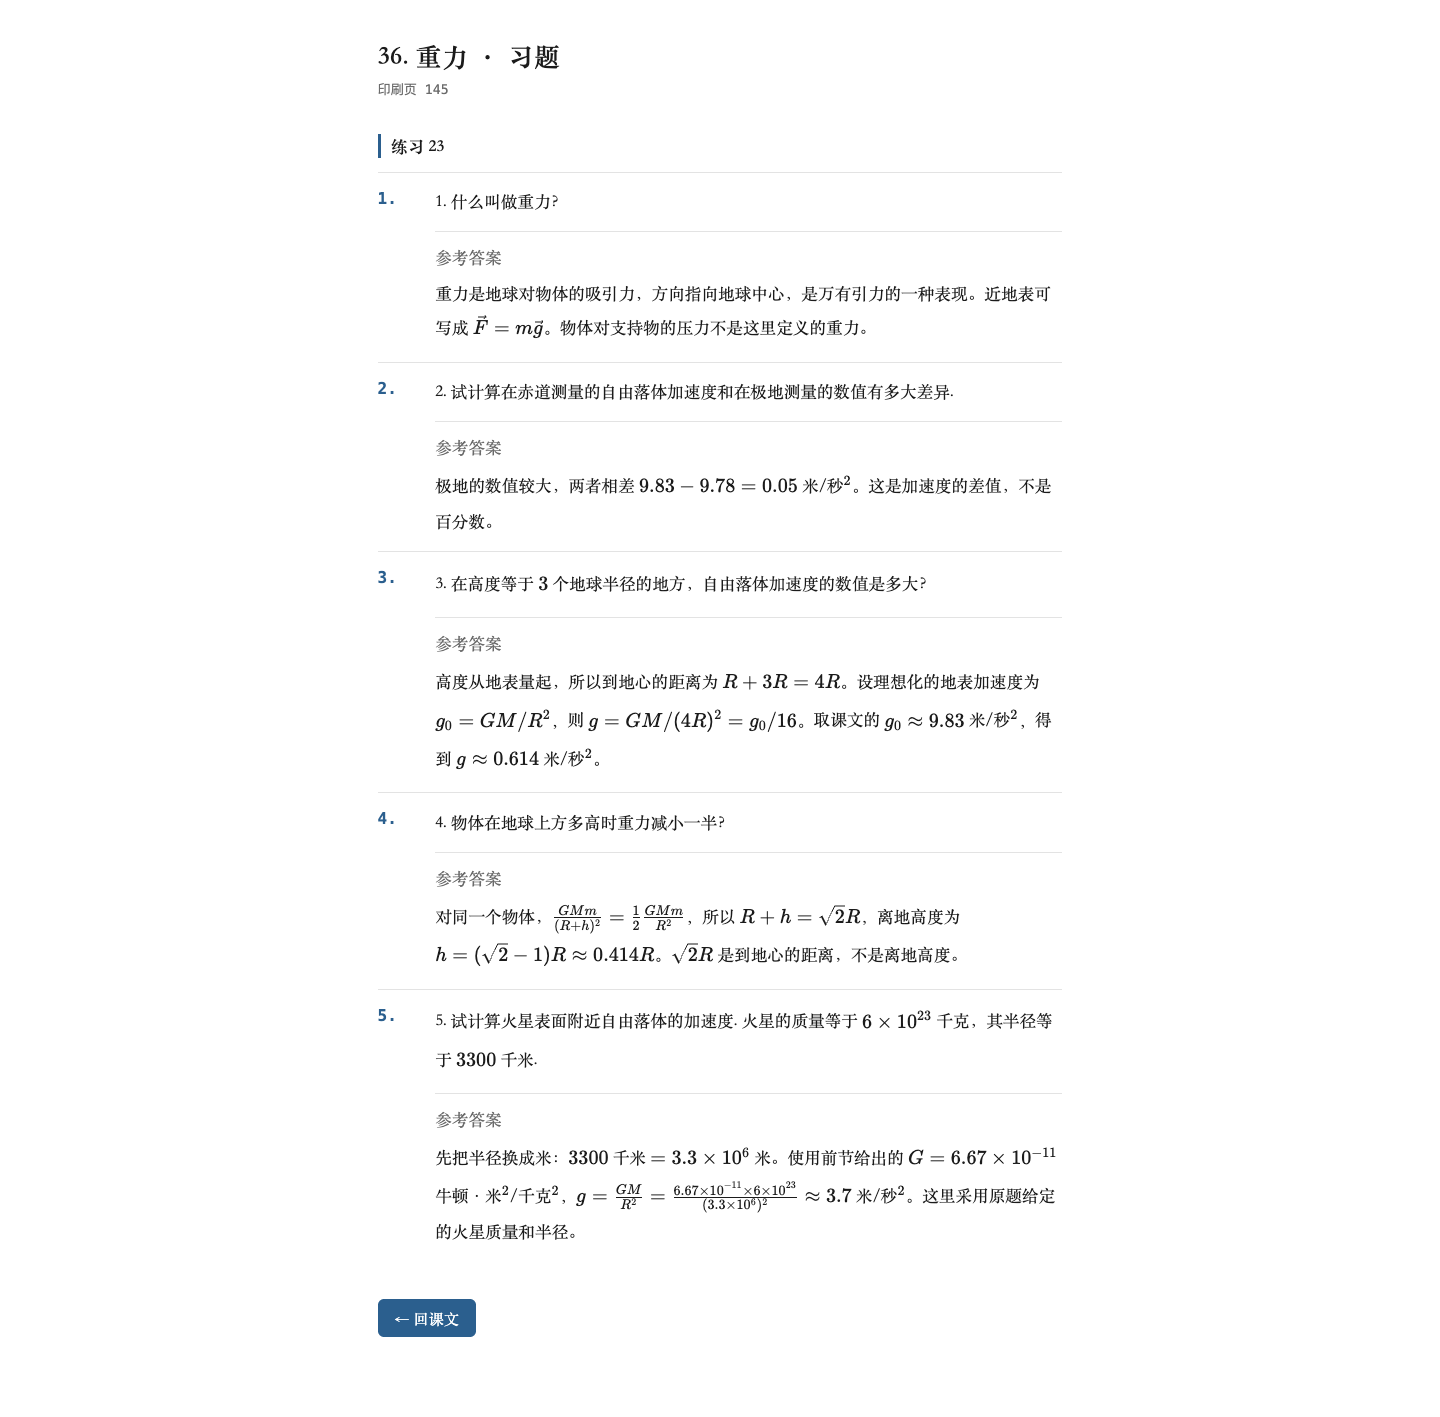 36. 重力 · 习题
印刷页 145
练习 23
1.
1. 什么叫做重力?
参考答案
重力是地球对物体的吸引力，方向指向地球中心，是万有引力的一种表现。近地表可
写成 $\vec{F} = m\vec{g}$。物体对支持物的压力不是这里定义的重力。
2.
2. 试计算在赤道测量的自由落体加速度和在极地测量的数值有多大差异.
参考答案
极地的数值较大，两者相差 9.83 − 9.78 = 0.05 米/秒²。这是加速度的差值，不是
百分数。
3.
3. 在高度等于 3 个地球半径的地方，自由落体加速度的数值是多大?
参考答案
高度从地表量起，所以到地心的距离为 R + 3R = 4R。设理想化的地表加速度为
g₀ = GM/R²，则 g = GM/(4R)² = g₀/16。取课文的 g₀ ≈ 9.83 米/秒²，得
到 g ≈ 0.614 米/秒²。
4.
4. 物体在地球上方多高时重力减小一半?
参考答案
对同一个物体，$\frac{GMm}{(R+h)^2} = \frac{1}{2}\frac{GMm}{R^2}$，所以 R + h = √2R，离地高度为
h = (√2 − 1)R ≈ 0.414R。√2R 是到地心的距离，不是离地高度。
5.
5. 试计算火星表面附近自由落体的加速度. 火星的质量等于 6 × 10²³ 千克，其半径等
于 3300 千米.
参考答案
先把半径换成米：3300 千米 = 3.3 × 10⁶ 米。使用前节给出的 G = 6.67 × 10⁻¹¹
牛顿 · 米²/千克²，$g = \frac{GM}{R^2} = \frac{6.67×10^{-11}×6×10^{23}}{(3.3×10^6)^2}$ ≈ 3.7 米/秒²。这里采用原题给定
的火星质量和半径。
← 回课文